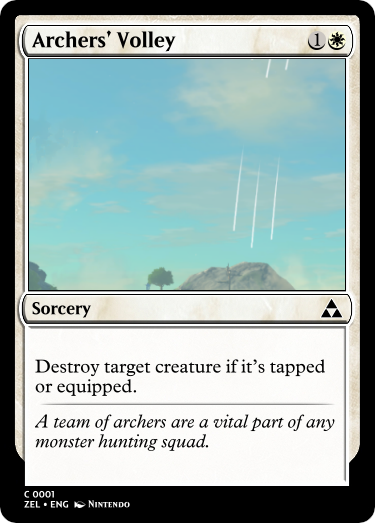 Archers' Volley 1
Sorcery
Destroy target creature if it's tapped
or equipped.
A team of archers are a vital part of any
monster hunting squad.
C 0001
ZEL • ENG Nintendo